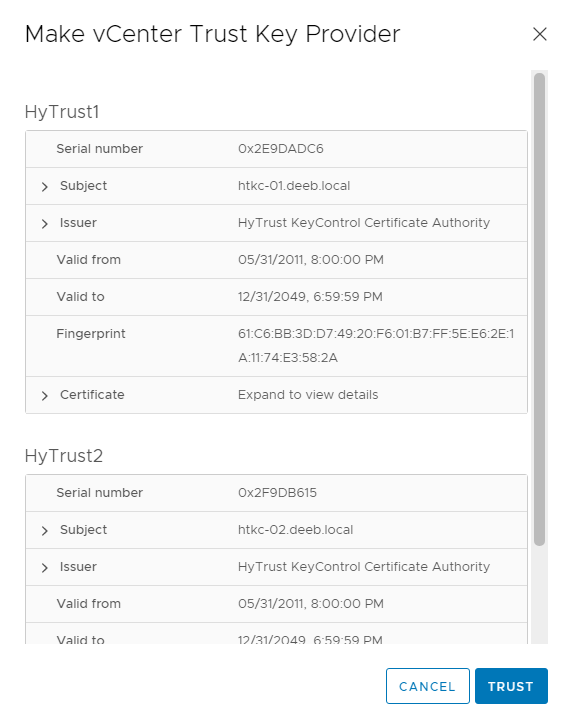 Make vCenter Trust Key Provider
HyTrust1
Serial number 0x2E9DADC6
Subject htkc-01.deeb.local
Issuer HyTrust KeyControl Certificate Authority
Valid from 05/31/2011, 8:00:00 PM
Valid to 12/31/2049, 6:59:59 PM
Fingerprint 61:C6:BB:3D:D7:49:20:F6:01:B7:FF:5E:E6:2E:1
A:11:74:E3:58:2A
Certificate Expand to view details
HyTrust2
Serial number 0x2F9DB615
Subject htkc-02.deeb.local
Issuer HyTrust KeyControl Certificate Authority
Valid from 05/31/2011, 8:00:00 PM
Valid to 12/31/2049, 6:59:59 PM
CANCEL TRUST